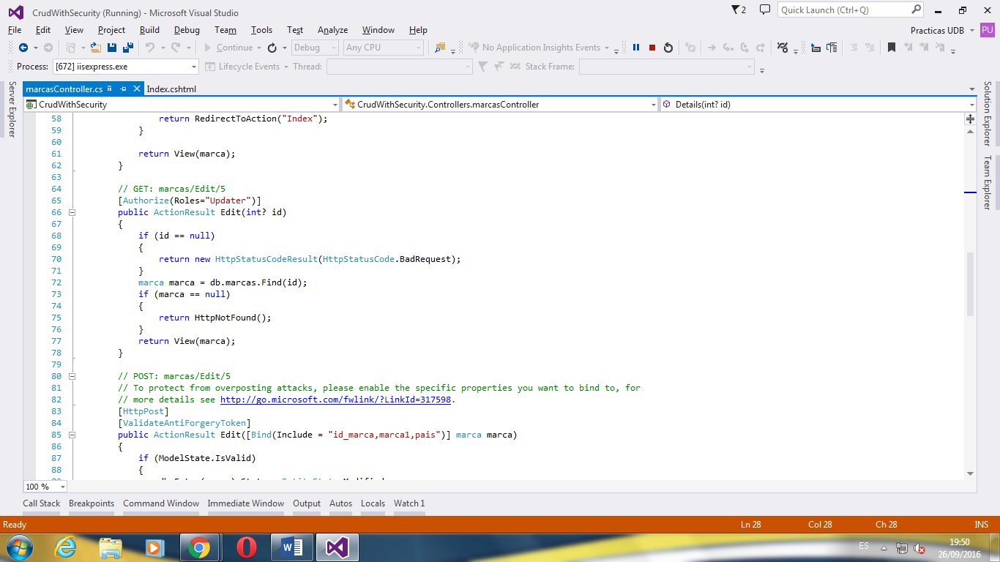 CrudWithSecurity (Running) - Microsoft Visual Studio
2
Quick Launch (Ctrl+Q)
File Edit View Project Build Debug Team Tools Test Analyze Window Help
Practicas UDB
PU
Continue
Debug
Any CPU
No Application Insights Events
Process: [672] iisexpress.exe
Lifecycle Events
Thread:
Stack Frame:
Server Explorer
marcasController.cs
Index.cshtml
CrudWithSecurity
CrudWithSecurity.Controllers.marcasController
Details(int? id)
Solution Explorer
Team Explorer
58 return RedirectToAction("Index");
59 }
60
61 return View(marca);
62 }
63
64 // GET: marcas/Edit/5
65 [Authorize(Roles="Updater")]
66 public ActionResult Edit(int? id)
67 {
68 if (id == null)
69 {
70 return new HttpStatusCodeResult(HttpStatusCode.BadRequest);
71 }
72 marca marca = db.marcas.Find(id);
73 if (marca == null)
74 {
75 return HttpNotFound();
76 }
77 return View(marca);
78 }
79
80 // POST: marcas/Edit/5
81 // To protect from overposting attacks, please enable the specific properties you want to bind to, for
82 // more details see http://go.microsoft.com/fwlink/?LinkId=317598.
83 [HttpPost]
84 [ValidateAntiForgeryToken]
85 public ActionResult Edit([Bind(Include = "id_marca,marca1,pais")] marca marca)
86 {
87 if (ModelState.IsValid)
88 {
100 %
Call Stack Breakpoints Command Window Immediate Window Output Autos Locals Watch 1
Ready
Ln 28
Col 28
Ch 28
INS
ES
19:50
26/09/2016